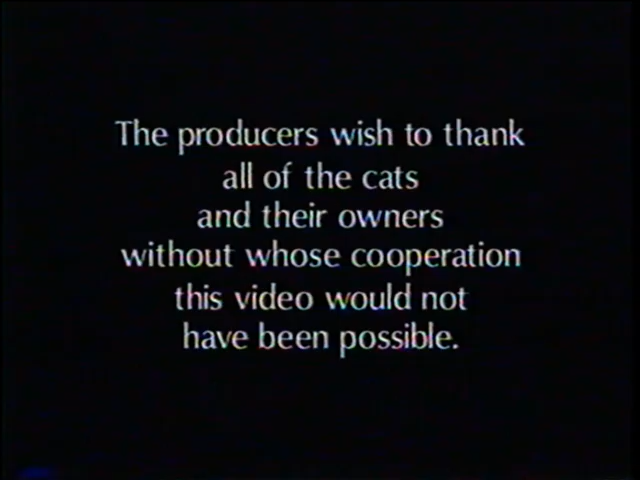 The producers wish to thank
all of the cats
and their owners
without whose cooperation
this video would not
have been possible.